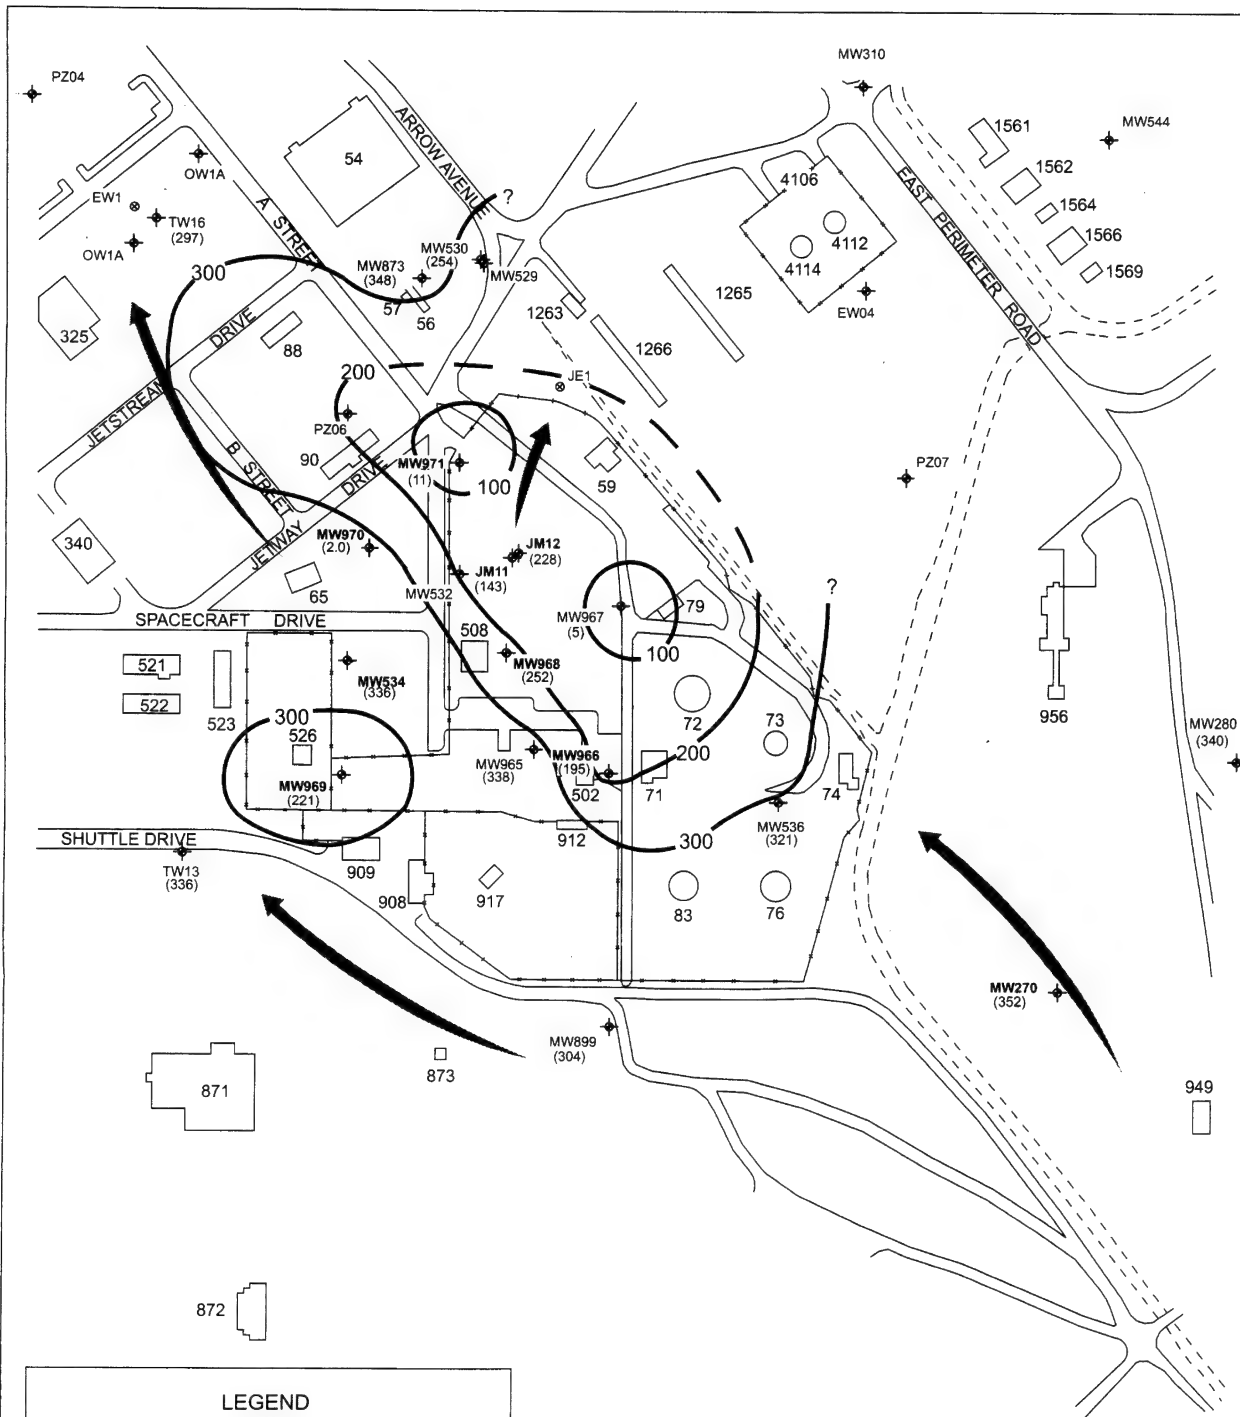 MW310
PZ04
ARROW AVENUE
1561
MW544
54
OW1A
1562
4106
EAST PERIMETER ROAD
EW1
?
1564
TW16
(297)
A STREET
4112
1566
OW1A
MW530
(254)
4114
MW873
(348)
MW529
1569
300
1265
EW04
57
56
1263
325
DRIVE
88
1266
200
JE1
JETSTREAM
PZ06
B STREET
90
DRIVE
MW971
(11)
59
PZ07
100
340
JETWAY
MW970
(2.0)
JM12
(228)
JM11
(143)
65
MW532
?
79
SPACECRAFT DRIVE
MW967
(5)
508
100
521
MW968
(252)
MW534
(336)
522
523
300
72
73
956
526
MW280
(340)
MW965
(338)
MW966
(195)
200
MW969
(221)
502
71
74
SHUTTLE DRIVE
912
300
MW536
(321)
TW13
(336)
909
908
917
83
76
MW270
(352)
MW899
(304)
873
871
949
872
LEGEND